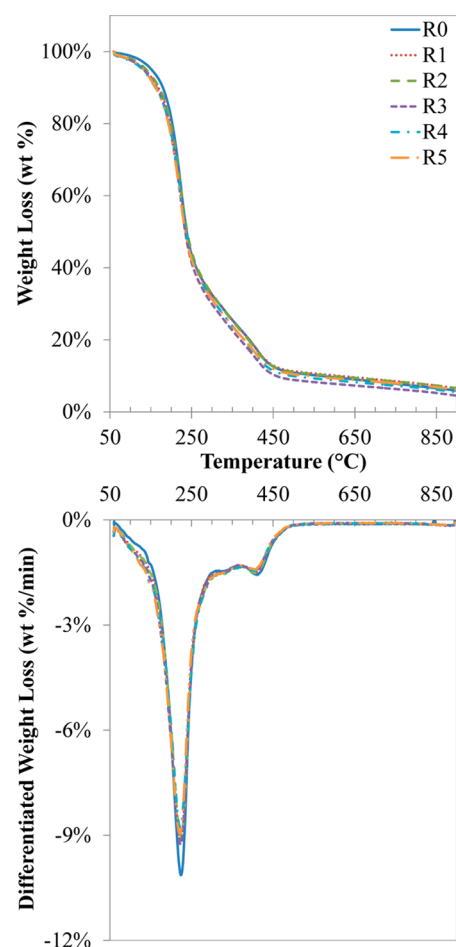 100%
80%
60%
40%
20%
0%
Weight Loss (wt %)
R0
R1
R2
R3
R4
R5
50 250 450 650 850
Temperature (°C)
50 250 450 650 850
0%
-3%
-6%
-9%
-12%
Differentiated Weight Loss (wt %/min)